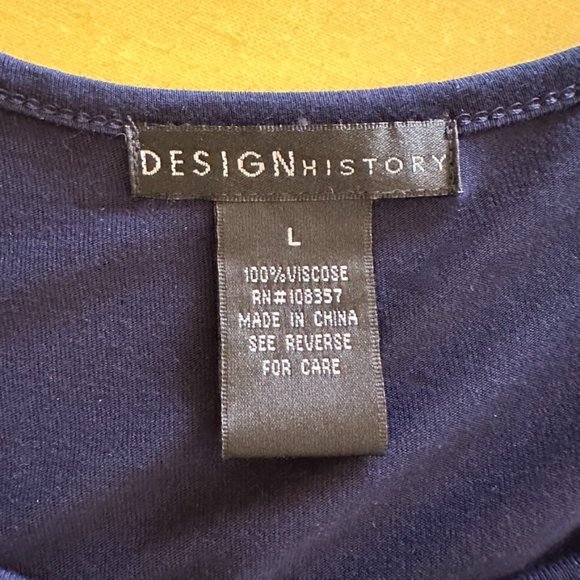 DESIGNHISTORY
L
100%VISCOSE
RN#108357
MADE IN CHINA
SEE REVERSE
FOR CARE